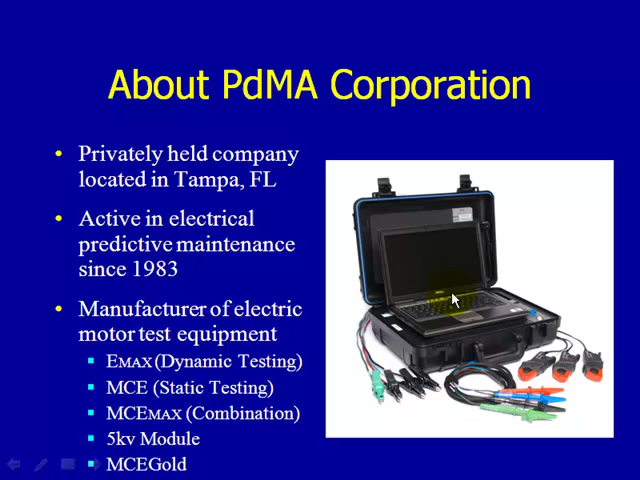 About PdMA Corporation
• Privately held company
located in Tampa, FL
• Active in electrical
predictive maintenance
since 1983
• Manufacturer of electric
motor test equipment
▪ EMAX (Dynamic Testing)
▪ MCE (Static Testing)
▪ MCEMAX (Combination)
▪ 5kv Module
▪ MCEGold